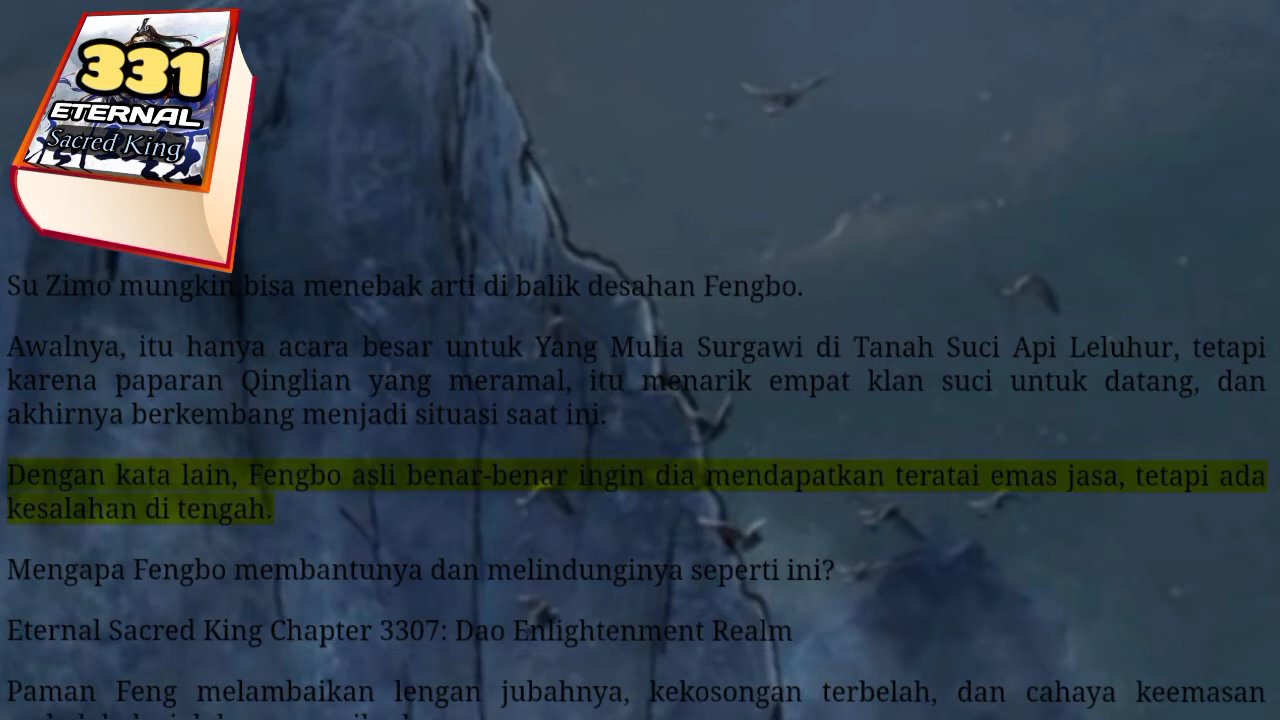 331
ETERNAL
Sacred King
Su Zimo mungkin bisa menebak arti di balik desahan Fengbo.
Awalnya, itu hanya acara besar untuk Yang Mulia Surgawi di Tanah Suci Api Leluhur, tetapi
karena paparan Qinglian yang meramal, itu menarik empat klan suci untuk datang, dan
akhirnya berkembang menjadi situasi saat ini.
Dengan kata lain, Fengbo asli benar-benar ingin dia mendapatkan teratai emas jasa, tetapi ada
kesalahan di tengah.
Mengapa Fengbo membantunya dan melindunginya seperti ini?
Eternal Sacred King Chapter 3307: Dao Enlightenment Realm
Paman Feng melambaikan lengan jubahnya, kekosongan terbelah, dan cahaya keemasan